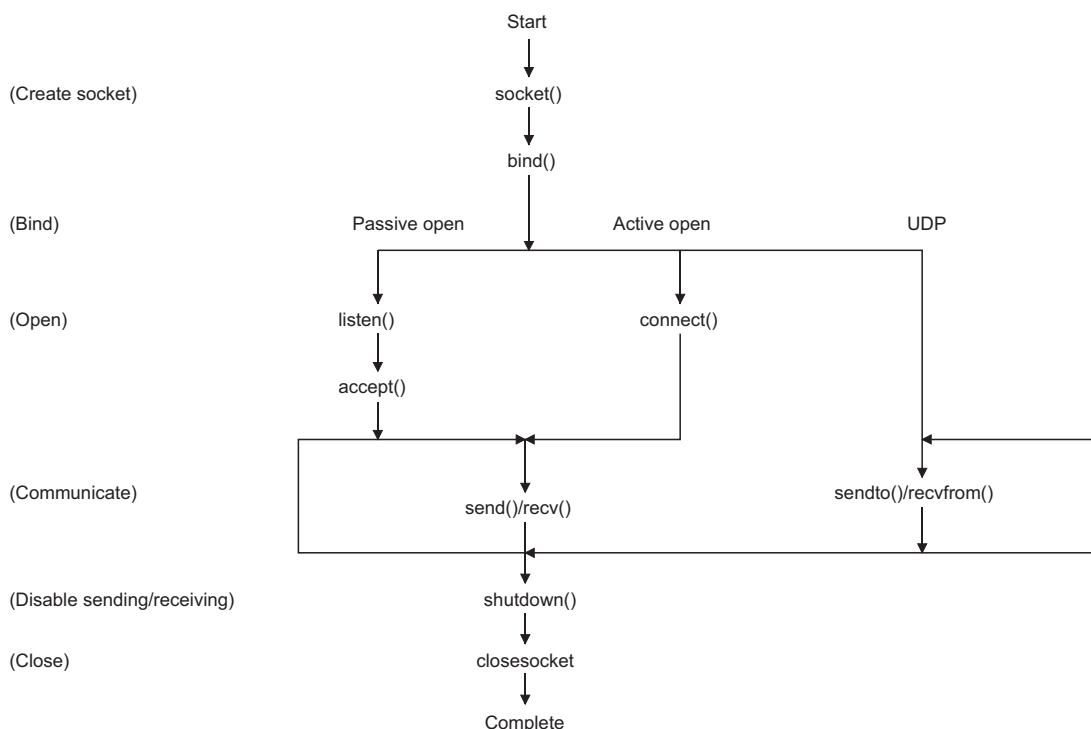 Start
(Create socket) socket()
bind()
(Bind) Passive open Active open UDP
(Open) listen() connect()
accept()
(Communicate) send()/recv() sendto()/recvfrom()
(Disable sending/receiving) shutdown()
(Close) closesocket
Complete